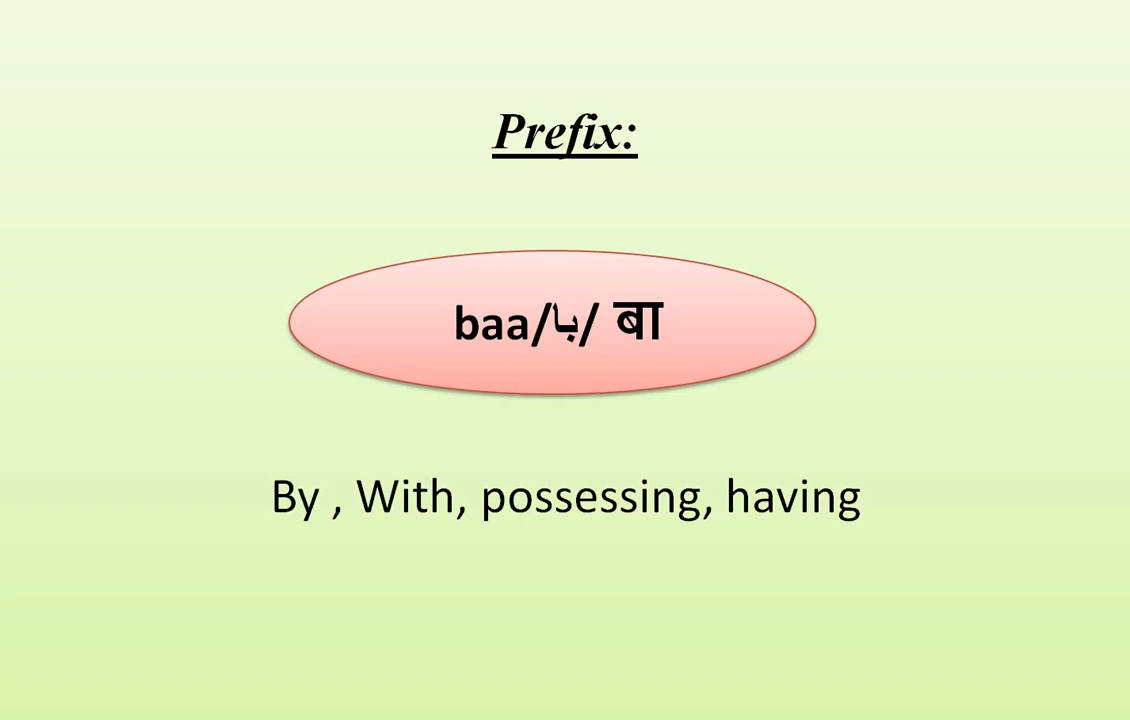 Prefix:
baa/با/ बा
By , With, possessing, having